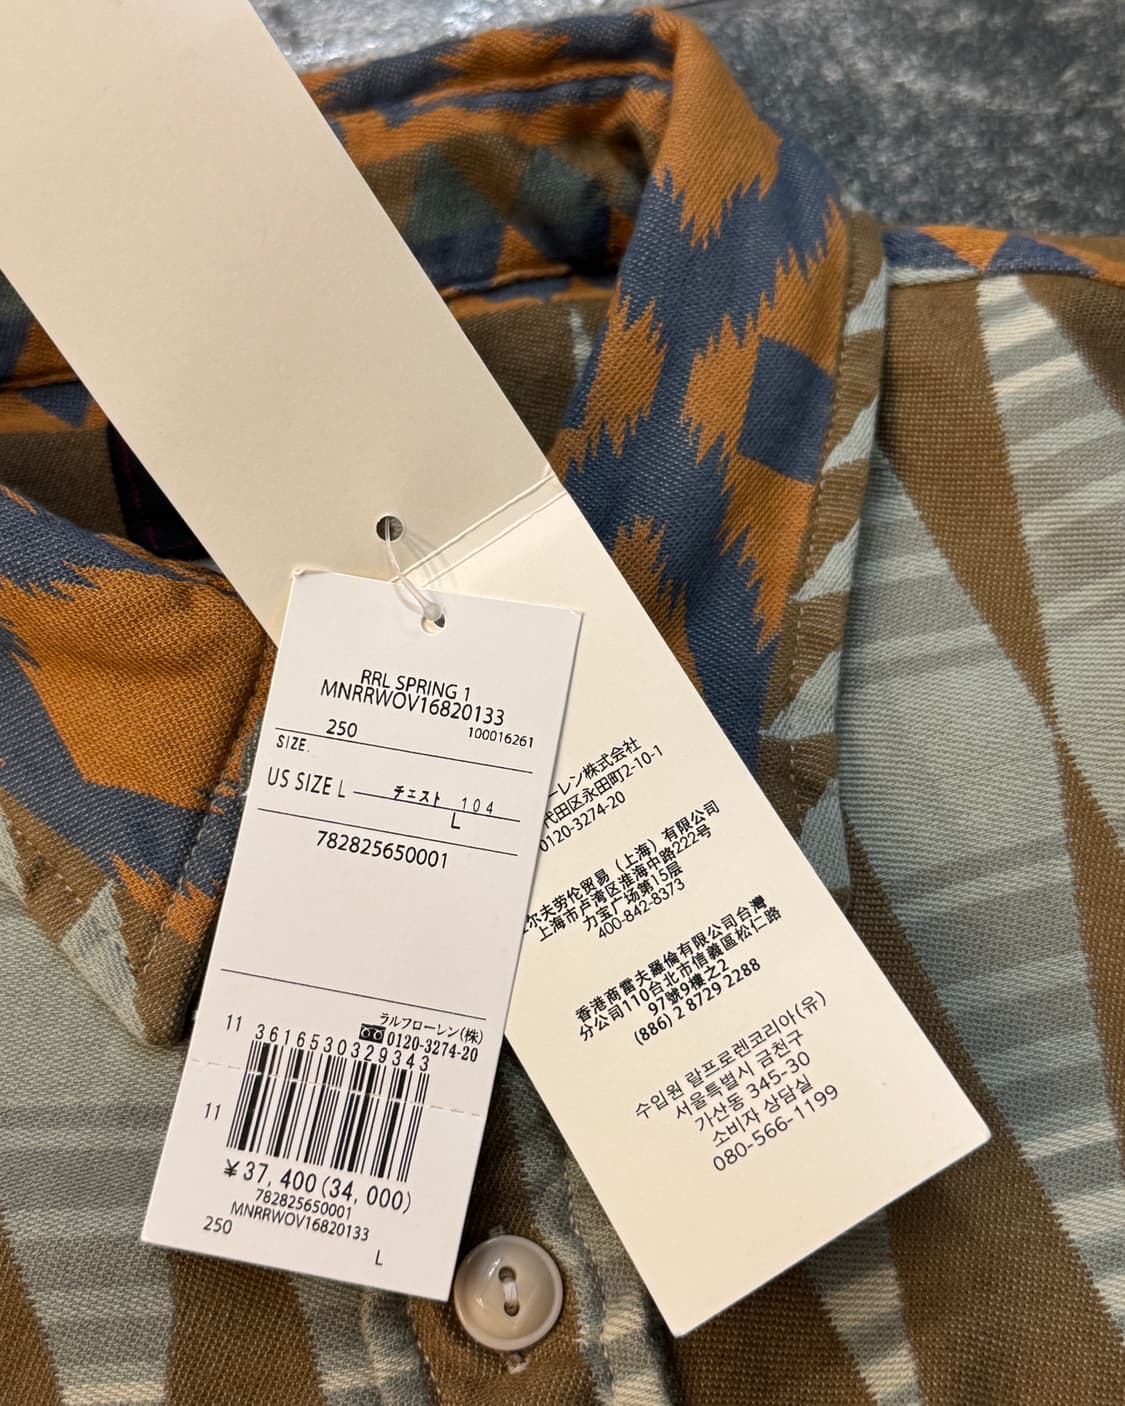 RRL SPRING 1
MNRRWOV16820133
250
100016261
SIZE.
US SIZE L
チェスト 104
L
782825650001
ラルフローレン(株)
0120-3274-20
11
3616530329343
11
¥37,400(34,000)
782825650001
MNRRWOV16820133
250
L
ーレン株式会社
代田区永田町2-10-1
0120-3274-20
尔夫劳伦贸易（上海）有限公司
上海市卢湾区淮海中路222号
力宝广场第15层
400-842-8373
香港商雷夫羅倫有限公司台灣
分公司110台北市信義區松仁路
97號9樓之2
(886) 2 8729 2288
수입원 랄프로렌코리아(유)
서울특별시 금천구
가산동 345-30
소비자 상담실
080-566-1199